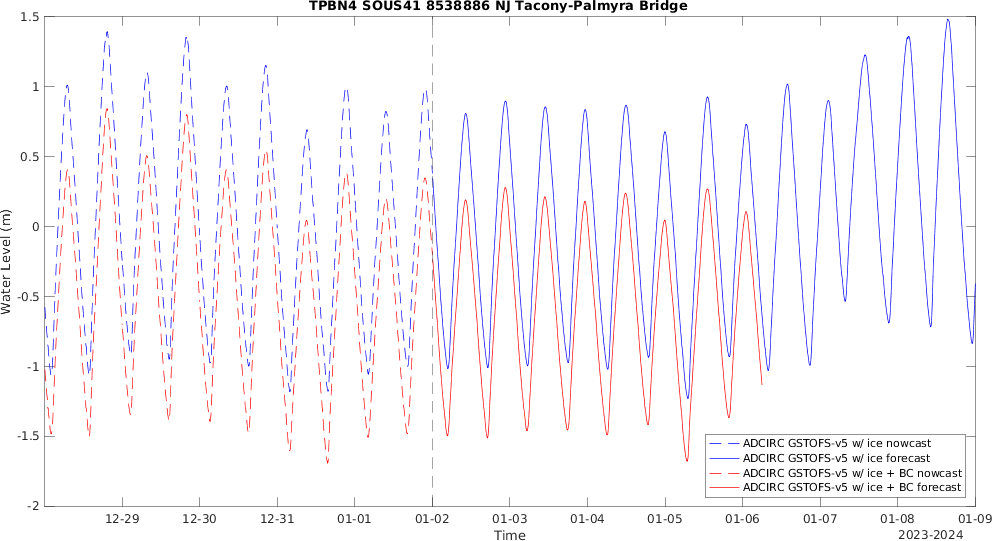 TPBN4 SOUS41 8538886 NJ Tacony-Palmyra Bridge
1.5
1
0.5
0
-0.5
-1
-1.5
-2
Water Level (m)
12-29 12-30 12-31 01-01 01-02 01-03 01-04 01-05 01-06 01-07 01-08 01-09
Time
2023-2024
ADCIRC GSTOFS-v5 w/ ice nowcast
ADCIRC GSTOFS-v5 w/ ice forecast
ADCIRC GSTOFS-v5 w/ ice + BC nowcast
ADCIRC GSTOFS-v5 w/ ice + BC forecast